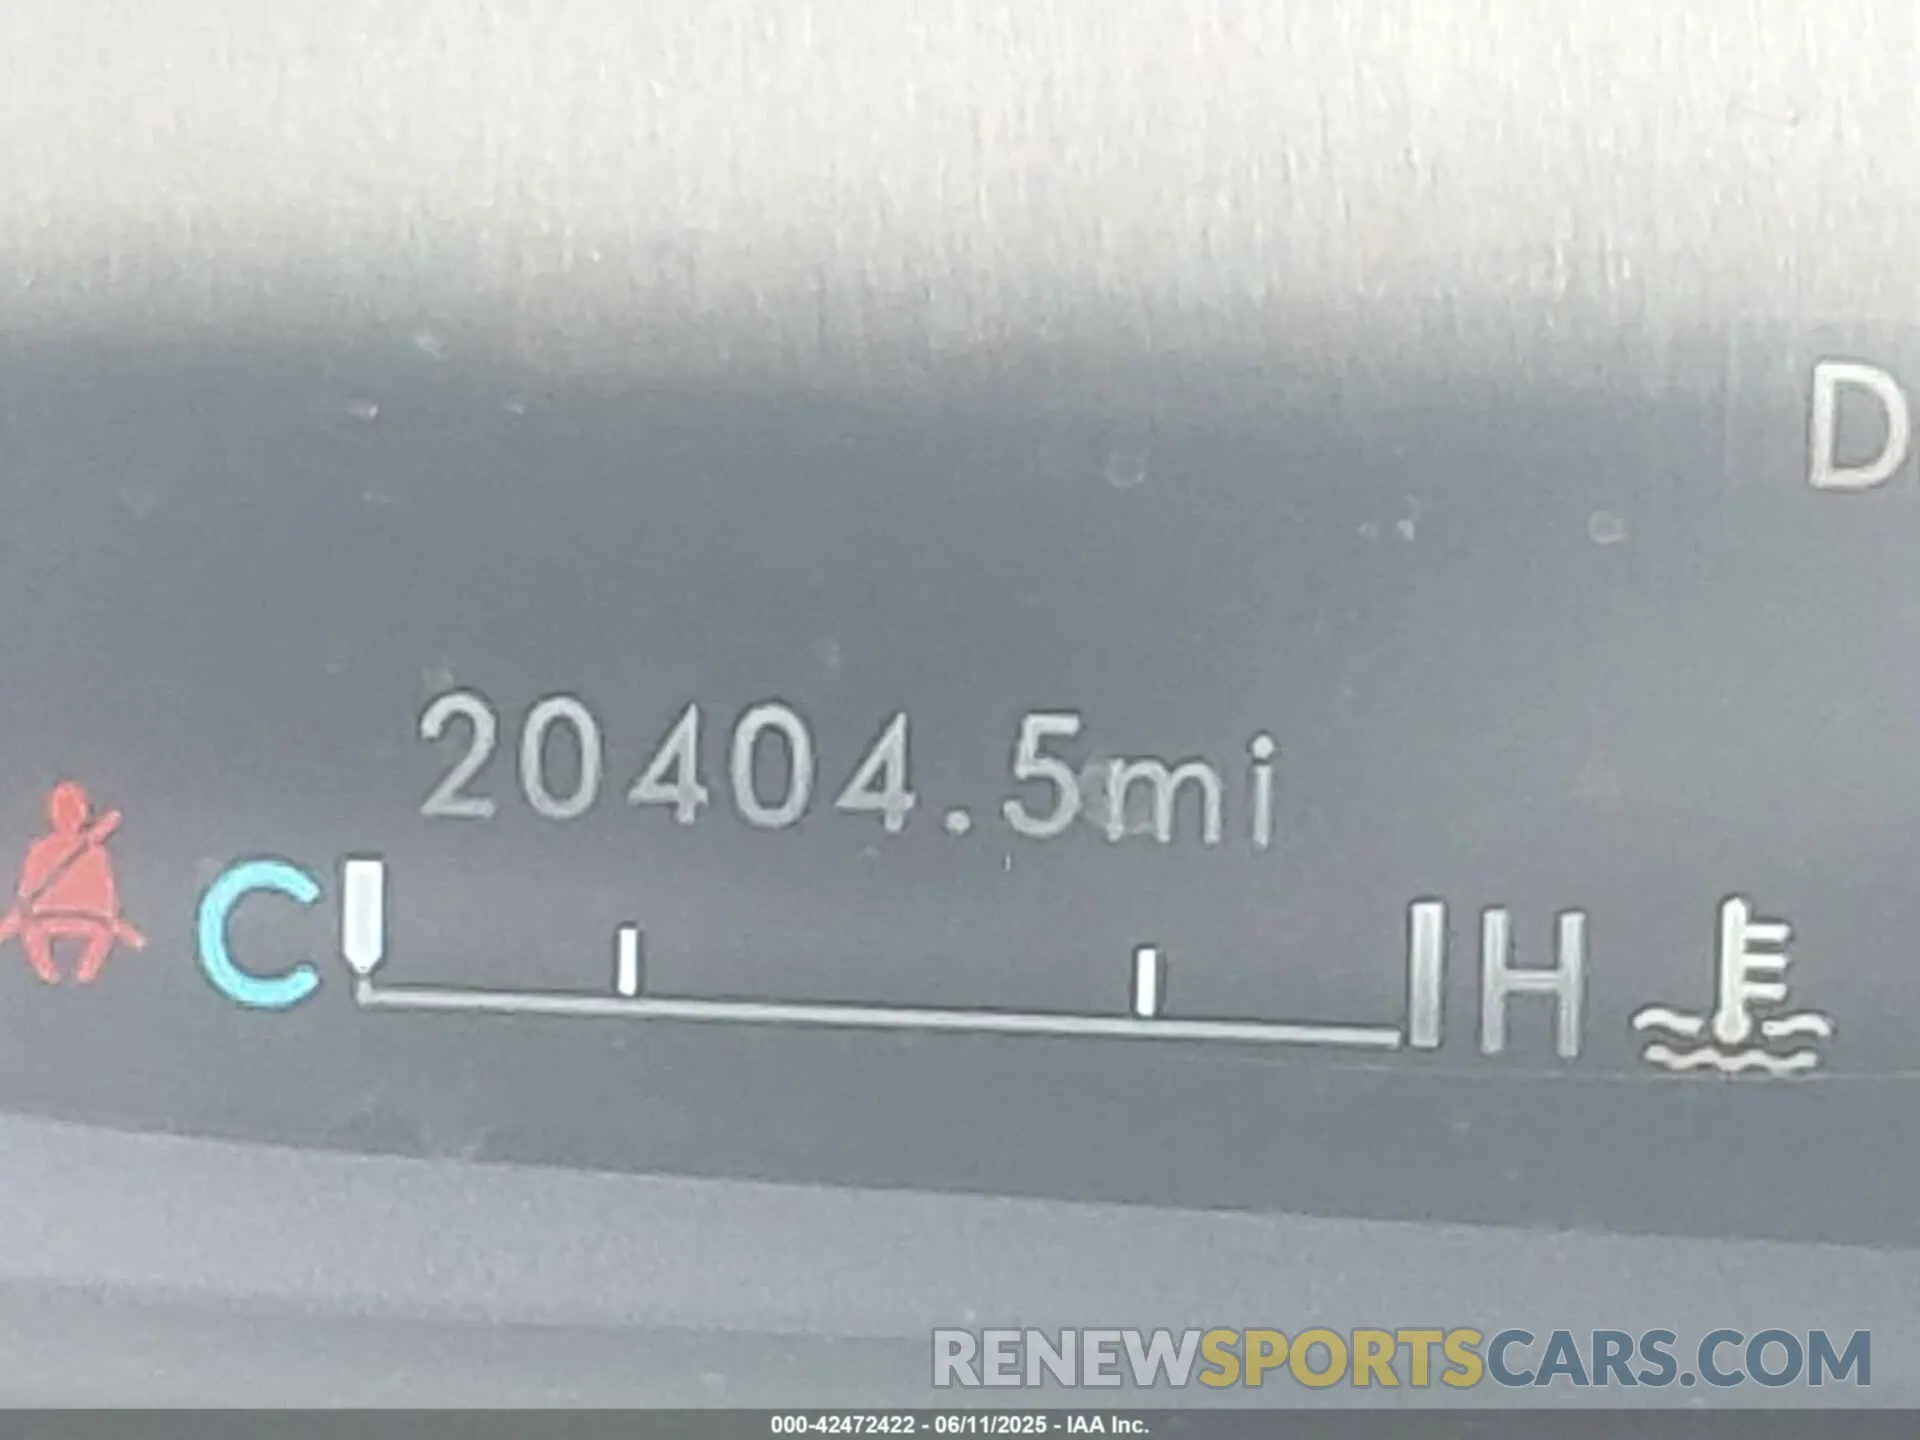 D
20404.5mi
C H
RENEWSPORTSCARS.COM
000-42472422 - 06/11/2025 - IAA Inc.